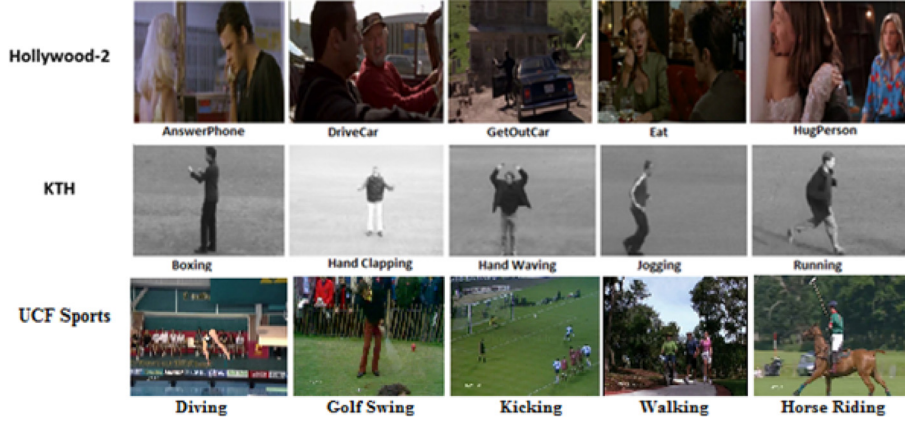 Hollywood-2
AnswerPhone DriveCar GetOutCar Eat HugPerson
KTH
Boxing Hand Clapping Hand Waving Jogging Running
UCF Sports
Diving Golf Swing Kicking Walking Horse Riding